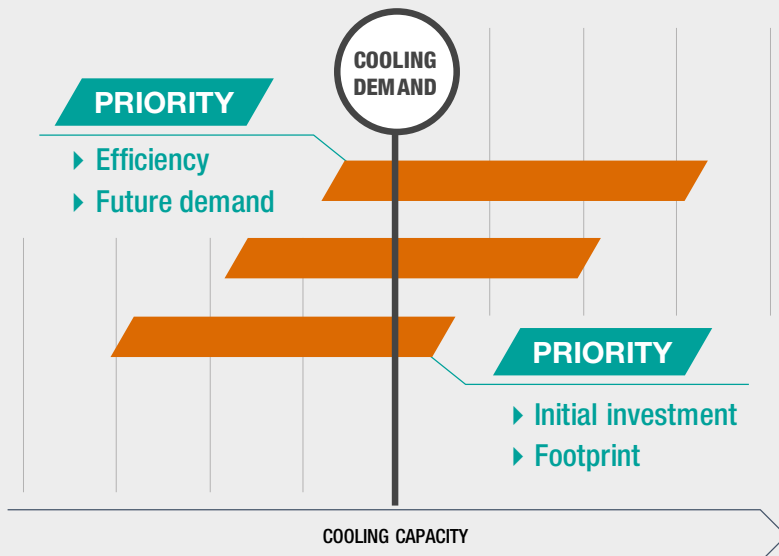 COOLING
DEMAND
PRIORITY
Efficiency
Future demand
PRIORITY
Initial investment
Footprint
COOLING CAPACITY